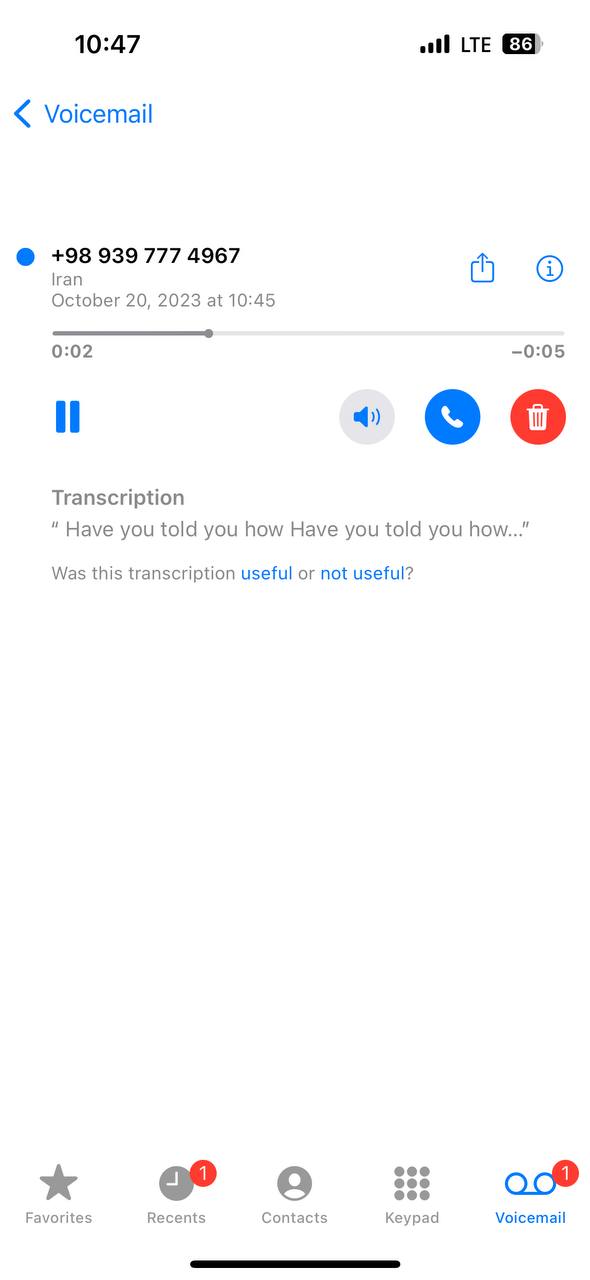 10:47 LTE 86
Voicemail
+98 939 777 4967
Iran
October 20, 2023 at 10:45
0:02 −0:05
Transcription
“ Have you told you how Have you told you how...”
Was this transcription useful or not useful?
1 1
Favorites Recents Contacts Keypad Voicemail